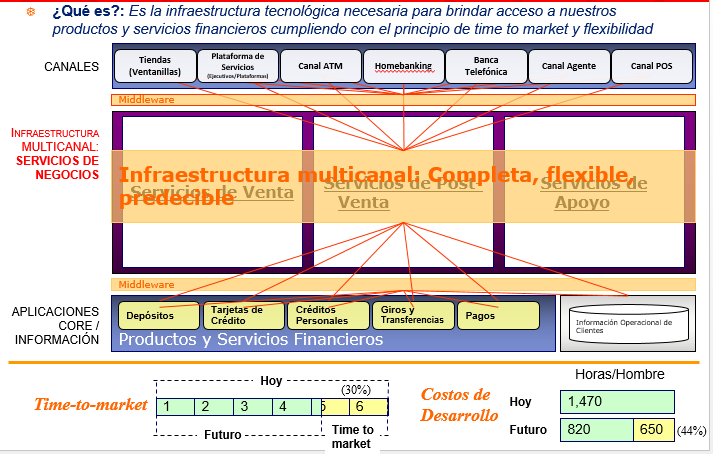 ¿Qué es?: Es la infraestructura tecnológica necesaria para brindar acceso a nuestros
productos y servicios financieros cumpliendo con el principio de time to market y flexibilidad
CANALES
Tiendas
(Ventanillas)
Plataforma de
Servicios
(Ejecutivos/Plataformas)
Canal ATM
Homebanking
Banca
Telefónica
Canal Agente
Canal POS
Middleware
INFRAESTRUCTURA
MULTICANAL:
SERVICIOS DE
NEGOCIOS
Infraestructura multicanal: Completa, flexible,
predecible
Servicios de Venta
Servicios de Post-
Venta
Servicios de
Apoyo
Middleware
APLICACIONES
CORE /
INFORMACIÓN
Depósitos
Tarjetas de
Crédito
Créditos
Personales
Giros y
Transferencias
Pagos
Productos y Servicios Financieros
Información Operacional de
Clientes
Time-to-market
Hoy
(30%)
1 2 3 4 5 6
Futuro
Time to
market
Costos de
Desarrollo
Horas/Hombre
Hoy
1,470
Futuro
820
650
(44%)